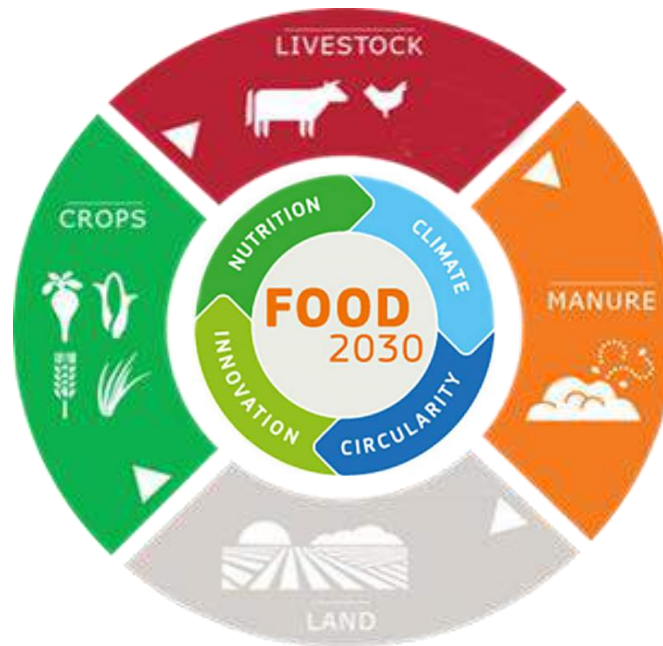 LIVESTOCK
CROPS
MANURE
LAND
NUTRITION
CLIMATE
CIRCULARITY
INNOVATION
FOOD
2030